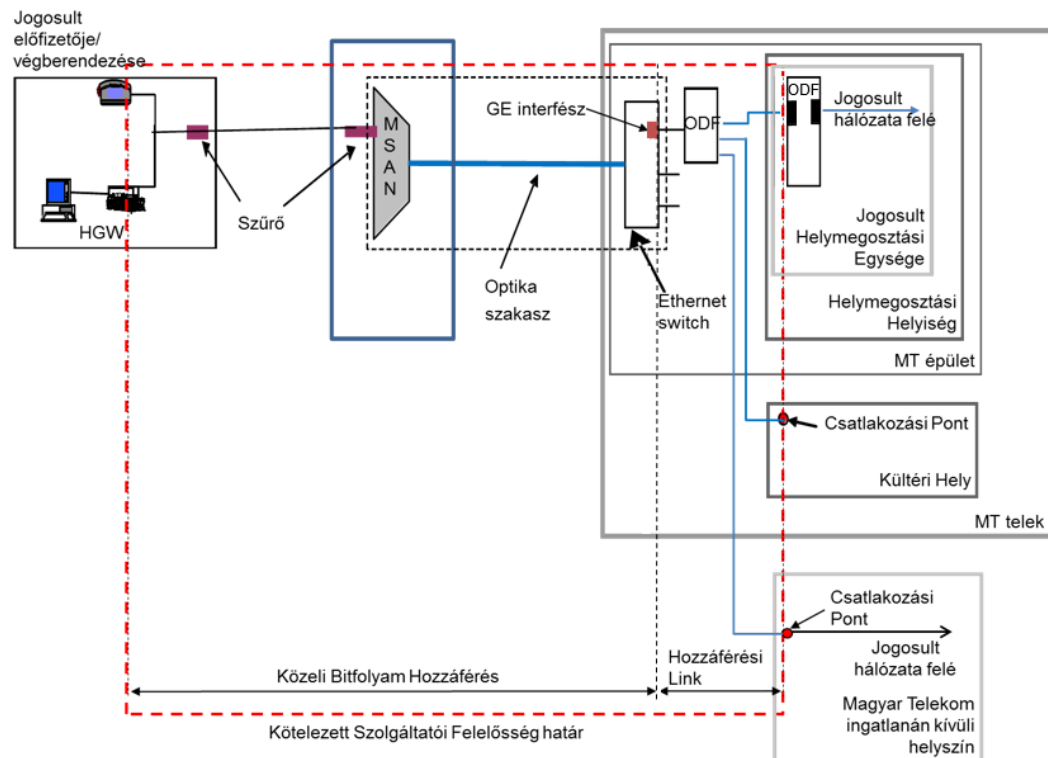 Jogosult
előfizetője/
végberendezése
HGW
Szűrő
MSAN
Optika
szakasz
GE interfész
Ethernet
switch
ODF
ODF
Jogosult
hálózata felé
Jogosult
Helymegosztási
Egysége
Helymegosztási
Helyiség
MT épület
Csatlakozási Pont
Kültéri Hely
MT telek
Csatlakozási
Pont
Jogosult
hálózata felé
Magyar Telekom
ingatlanán kívüli
helyszín
Közeli Bitfolyam Hozzáférés
Hozzáférési
Link
Kötelezett Szolgáltatói Felelősség határ